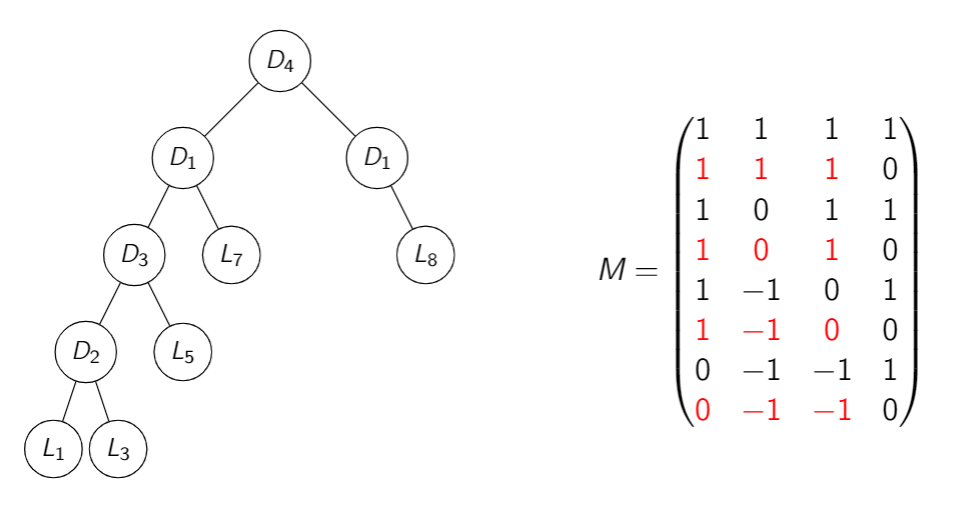 D₄
D₁ D₁
D₃ L₇ L₈
D₂ L₅
L₁ L₃
M =
1 1 1 1
1 1 1 0
1 0 1 1
1 0 1 0
1 −1 0 1
1 −1 0 0
0 −1 −1 1
0 −1 −1 0